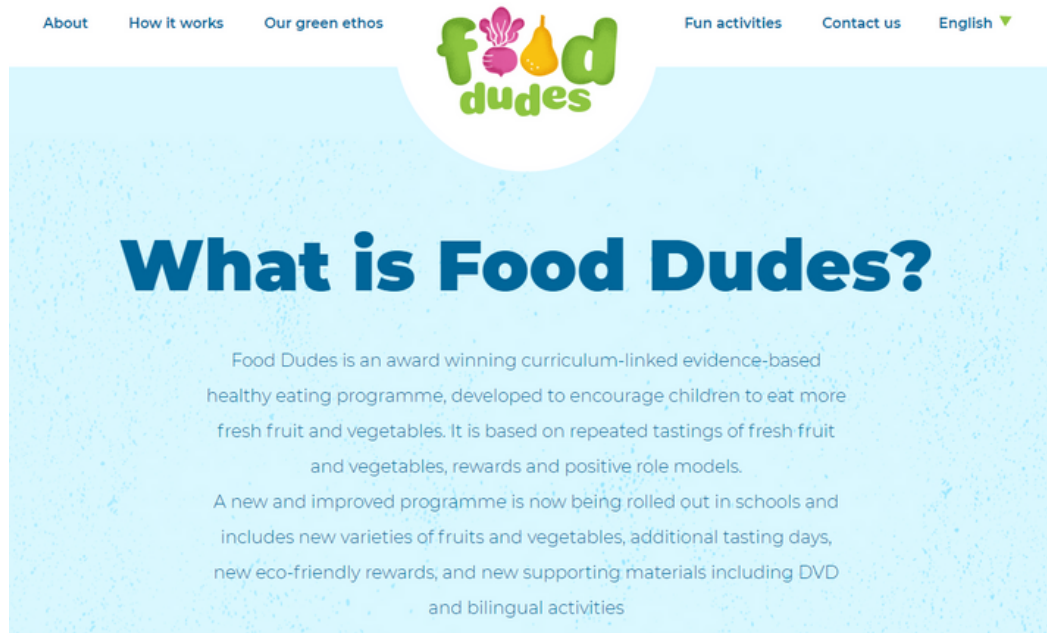 About How it works Our green ethos food dudes Fun activities Contact us English
What is Food Dudes?
Food Dudes is an award winning curriculum-linked evidence-based
healthy eating programme, developed to encourage children to eat more
fresh fruit and vegetables. It is based on repeated tastings of fresh fruit
and vegetables, rewards and positive role models.
A new and improved programme is now being rolled out in schools and
includes new varieties of fruits and vegetables, additional tasting days,
new eco-friendly rewards, and new supporting materials including DVD
and bilingual activities